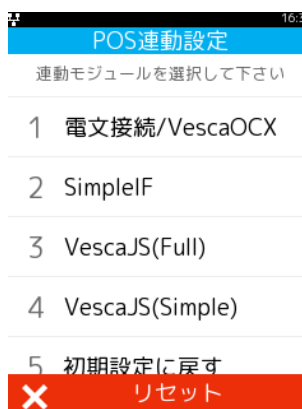 16:3
POS連動設定
連動モジュールを選択して下さい
1 電文接続/VescaOCX
2 SimpleIF
3 VescaJS(Full)
4 VescaJS(Simple)
5 初期設定に戻す
リセット